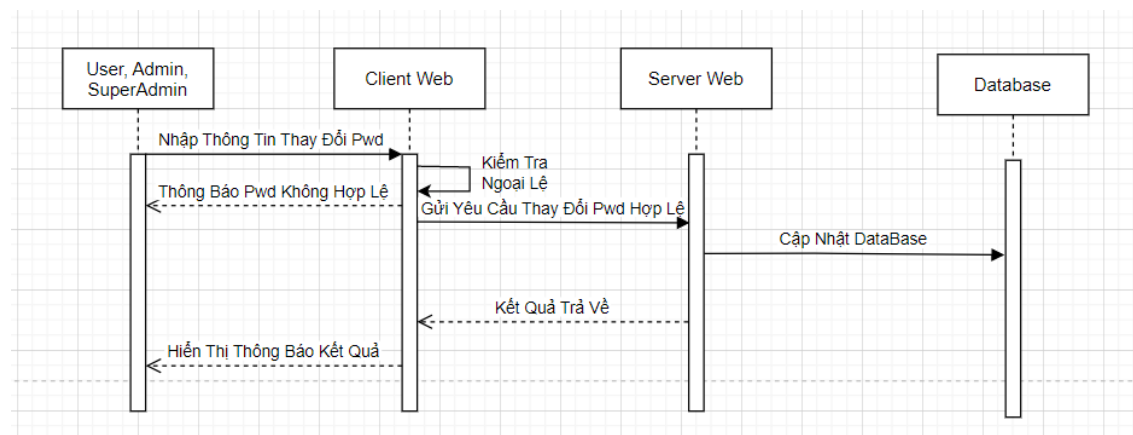 User, Admin,
SuperAdmin
Client Web
Server Web
Database
Nhập Thông Tin Thay Đổi Pwd
Kiểm Tra
Ngoại Lệ
Thông Báo Pwd Không Hợp Lệ
Gửi Yêu Cầu Thay Đổi Pwd Hợp Lệ
Cập Nhật DataBase
Kết Quả Trả Về
Hiển Thị Thông Báo Kết Quả